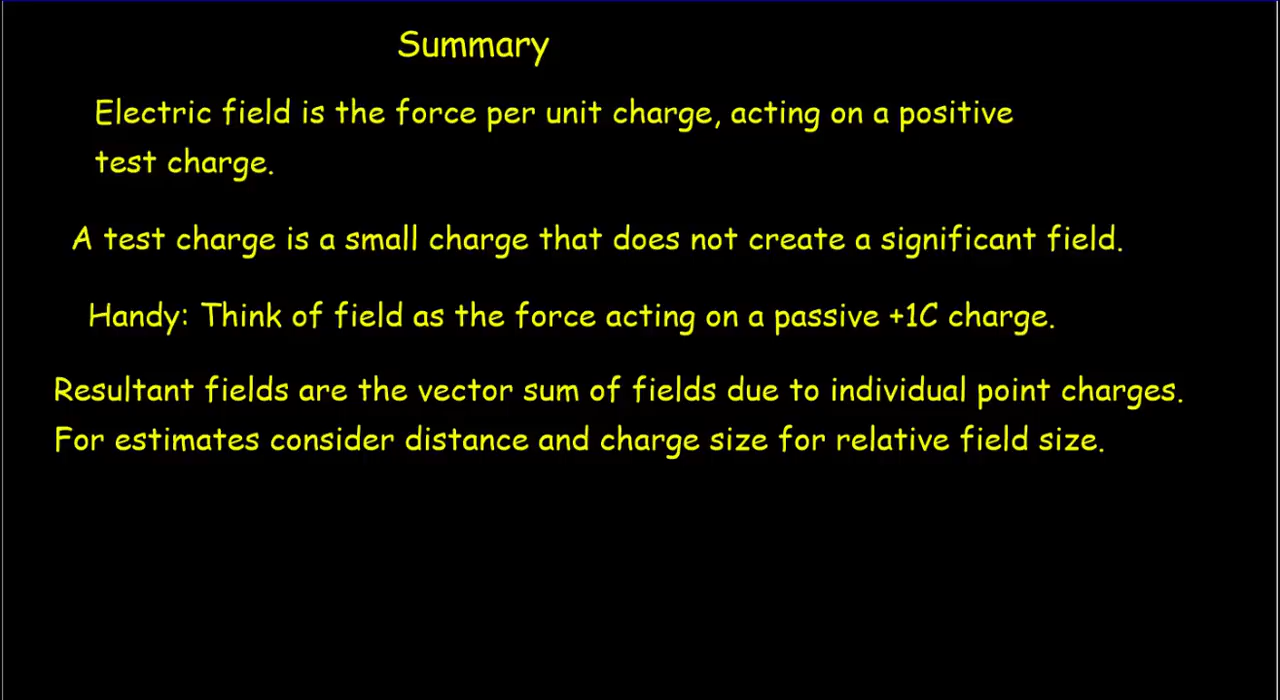 Summary
Electric field is the force per unit charge, acting on a positive
test charge.
A test charge is a small charge that does not create a significant field.
Handy: Think of field as the force acting on a passive +1C charge.
Resultant fields are the vector sum of fields due to individual point charges.
For estimates consider distance and charge size for relative field size.